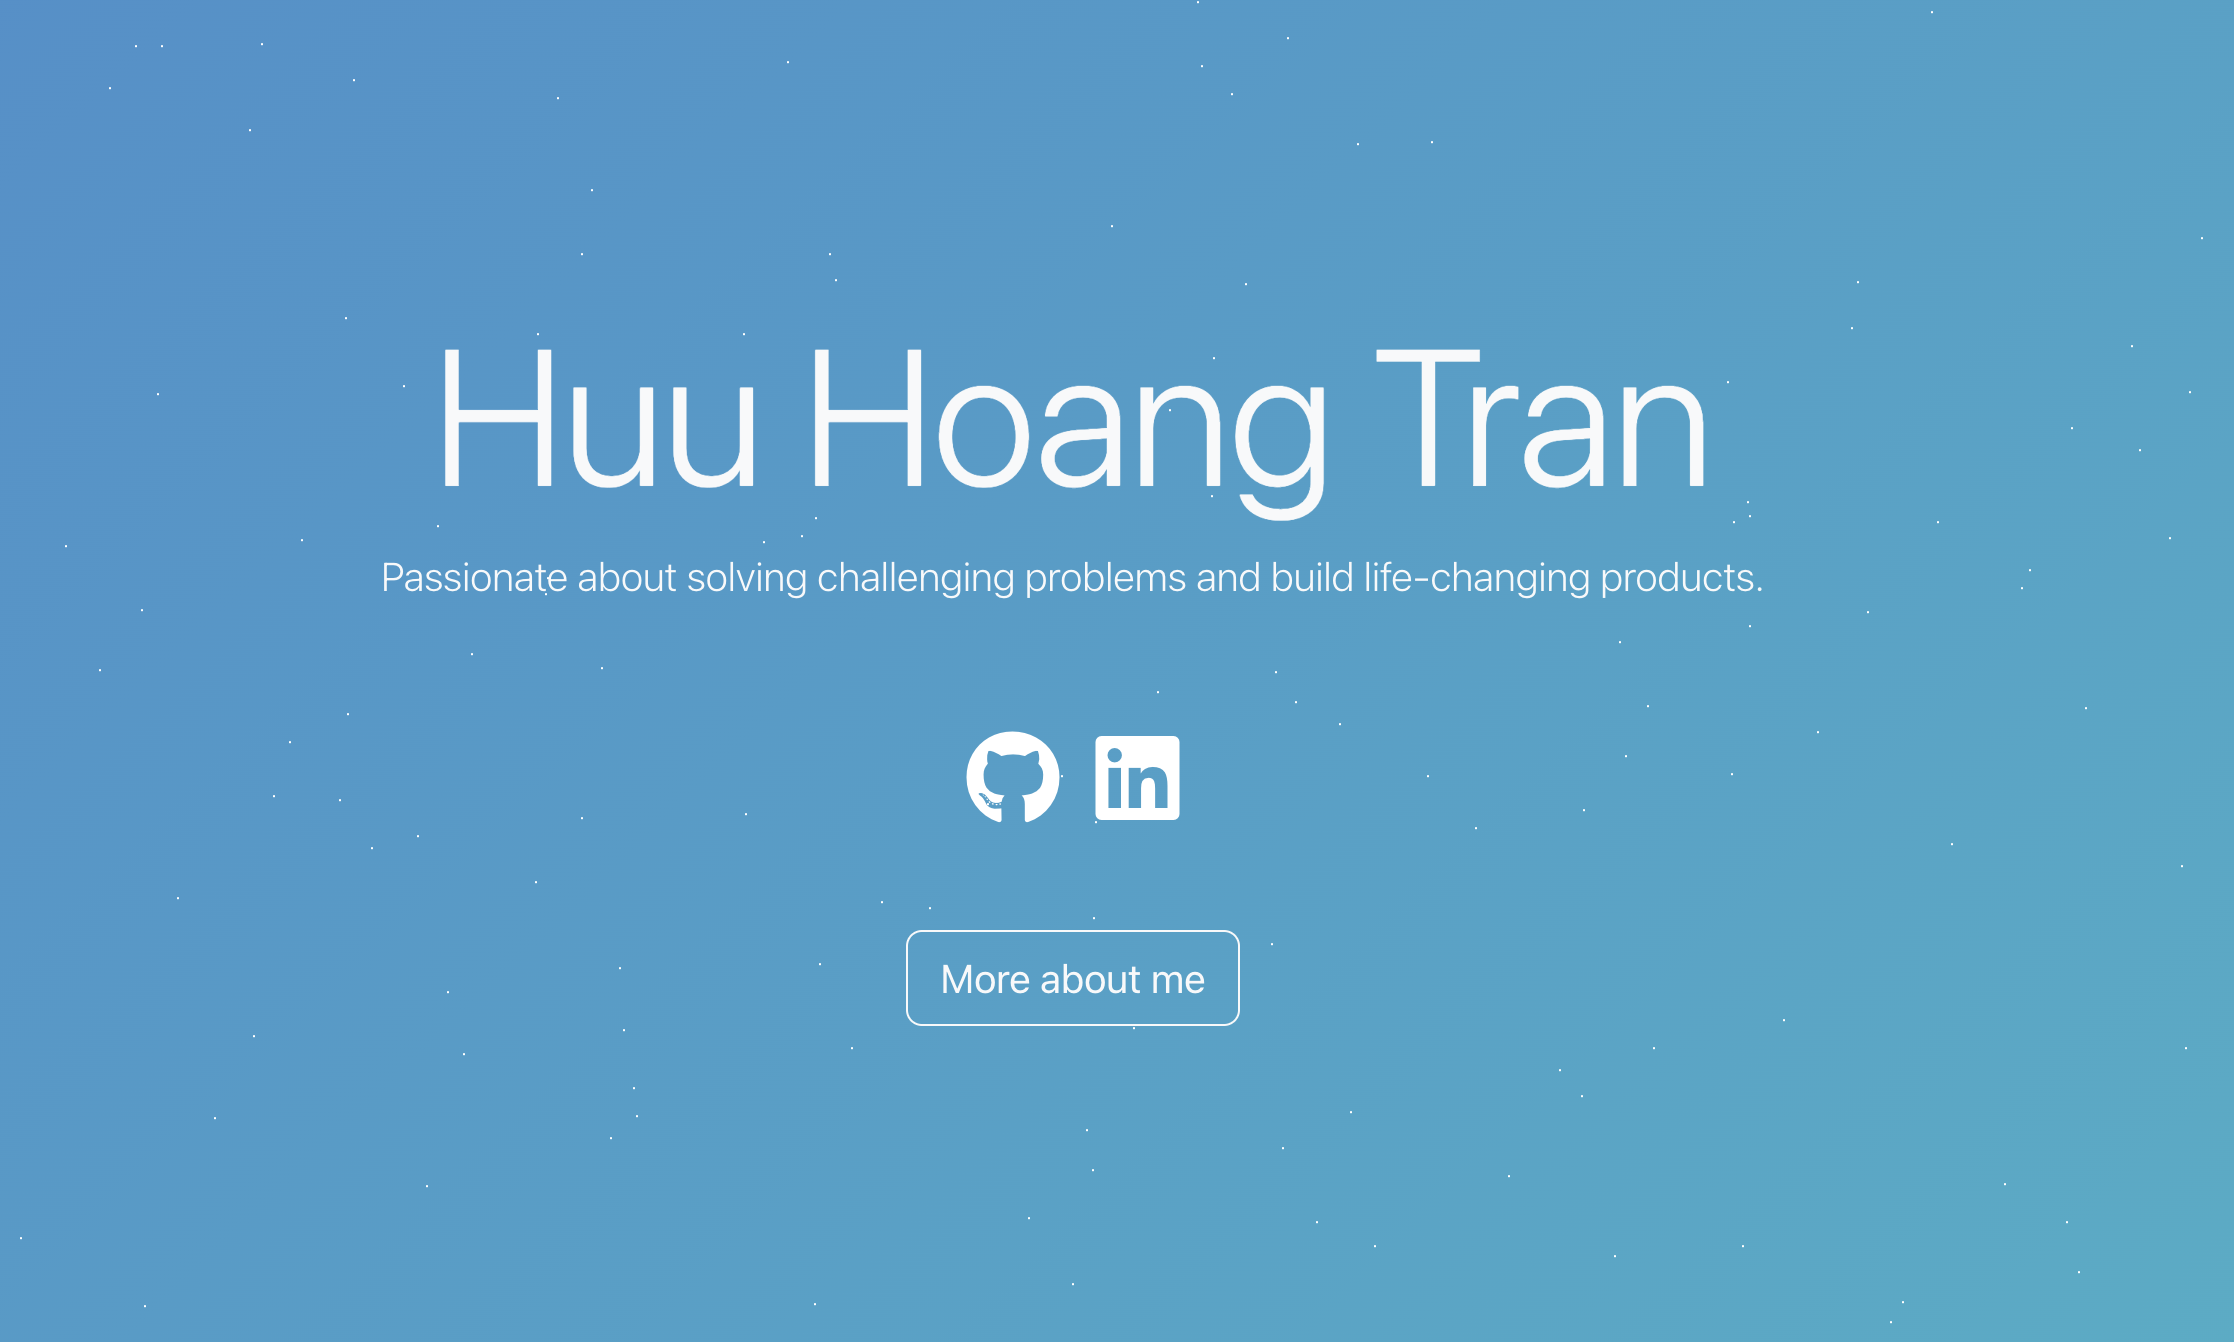 Huu Hoang Tran
Passionate about solving challenging problems and build life-changing products.
in
More about me